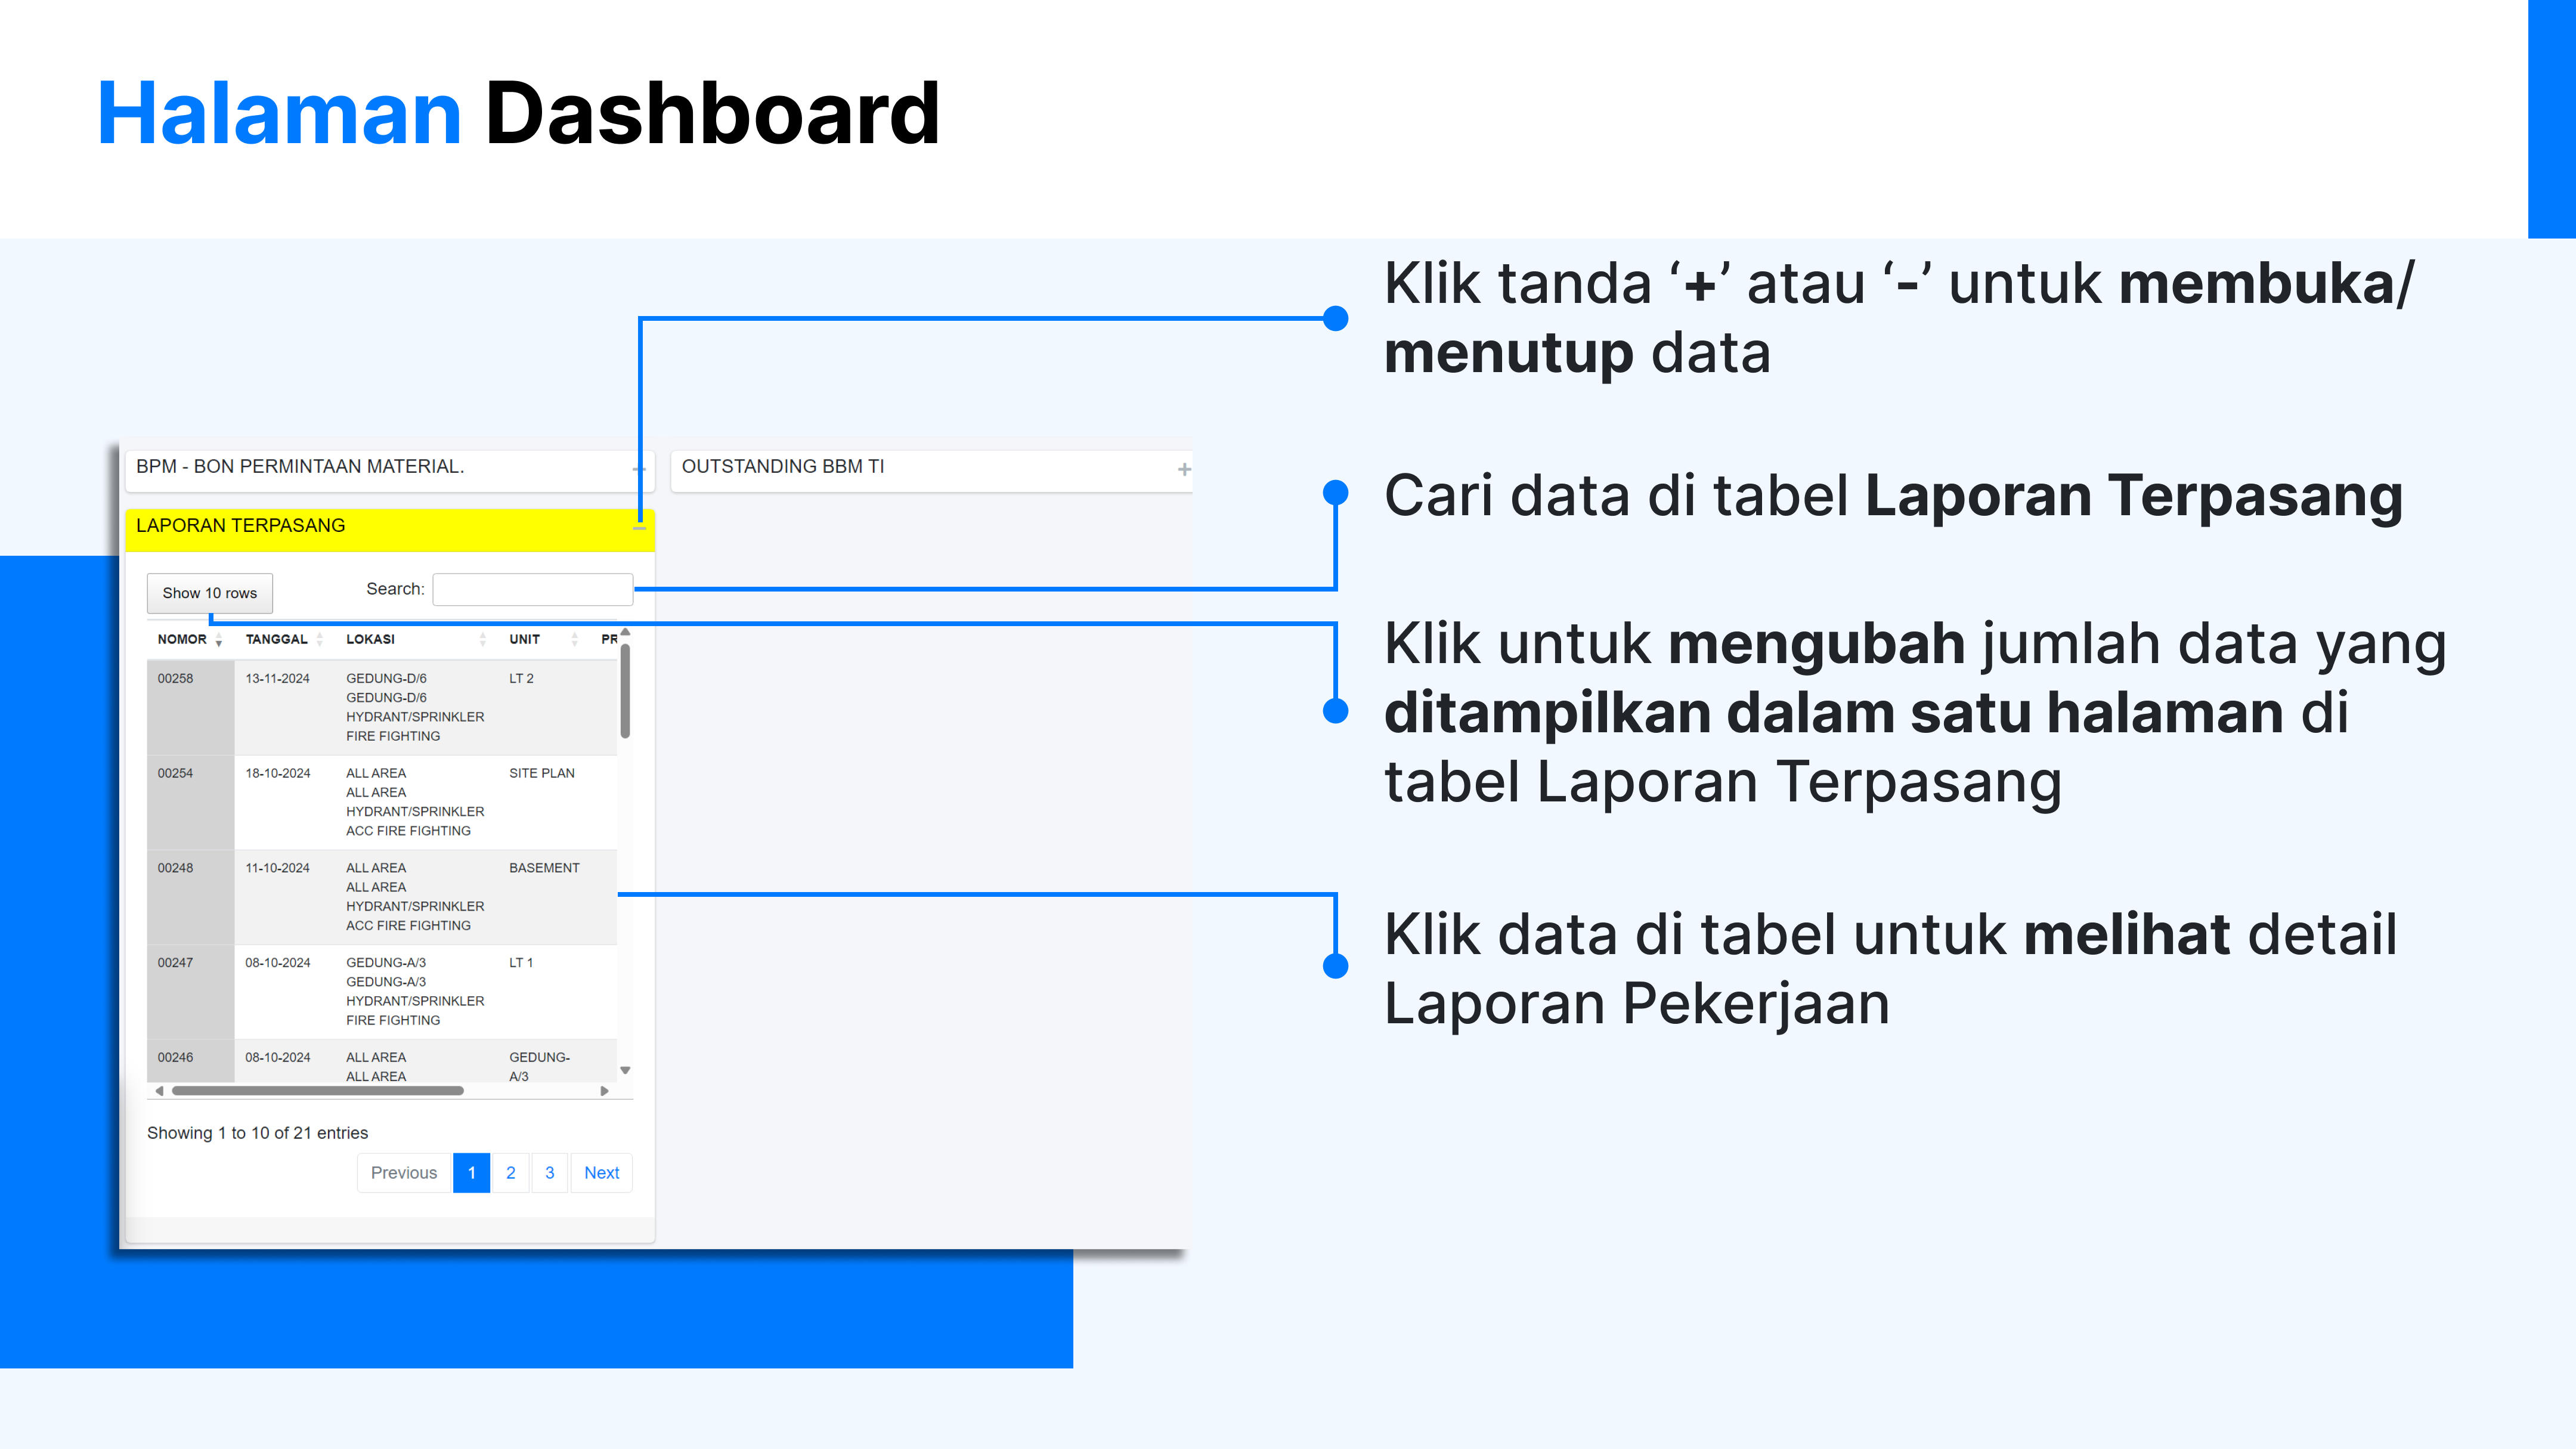 Halaman Dashboard
Klik tanda ‘+’ atau ‘-’ untuk membuka/
menutup data
Cari data di tabel Laporan Terpasang
Klik untuk mengubah jumlah data yang
ditampilkan dalam satu halaman di
tabel Laporan Terpasang
Klik data di tabel untuk melihat detail
Laporan Pekerjaan
BPM - BON PERMINTAAN MATERIAL. +
OUTSTANDING BBM TI +
LAPORAN TERPASANG −
Show 10 rows Search:
NOMOR TANGGAL LOKASI UNIT PR
00258 13-11-2024 GEDUNG-D/6 LT 2
GEDUNG-D/6
HYDRANT/SPRINKLER
FIRE FIGHTING
00254 18-10-2024 ALL AREA SITE PLAN
ALL AREA
HYDRANT/SPRINKLER
ACC FIRE FIGHTING
00248 11-10-2024 ALL AREA BASEMENT
ALL AREA
HYDRANT/SPRINKLER
ACC FIRE FIGHTING
00247 08-10-2024 GEDUNG-A/3 LT 1
GEDUNG-A/3
HYDRANT/SPRINKLER
FIRE FIGHTING
00246 08-10-2024 ALL AREA GEDUNG-
ALL AREA A/3
Showing 1 to 10 of 21 entries
Previous 1 2 3 Next